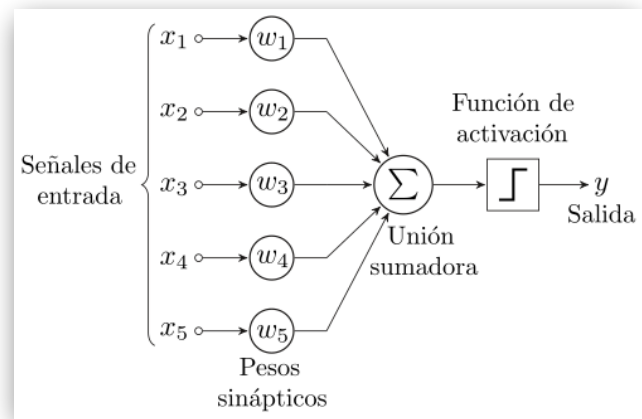 x1
w1
x2
w2
Función de
activación
Señales de
entrada
x3
w3
Σ
y
Salida
Unión
sumadora
x4
w4
x5
w5
Pesos
sinápticos